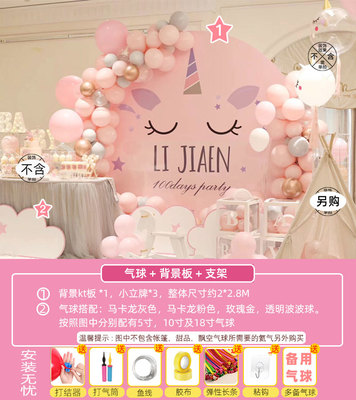 1
LI JIAEN
100days party
不含
另购
2
气球+背景板+支架
① 背景kt板 *1，小立牌*3，整体尺寸约2*2.8M
② 气球搭配：马卡龙灰色，马卡龙粉色，玫瑰金，透明波波球。
按照图中分别配有5寸，10寸及18寸气球
温馨提示：图中不包含帐篷，甜品，飘空气球所需要的氦气另外购买
安装无忧
送 送 送 送 送 送 送
打结器 打气筒 鱼线 胶布 弹性长条 粘钩 多备气球
备用
气球